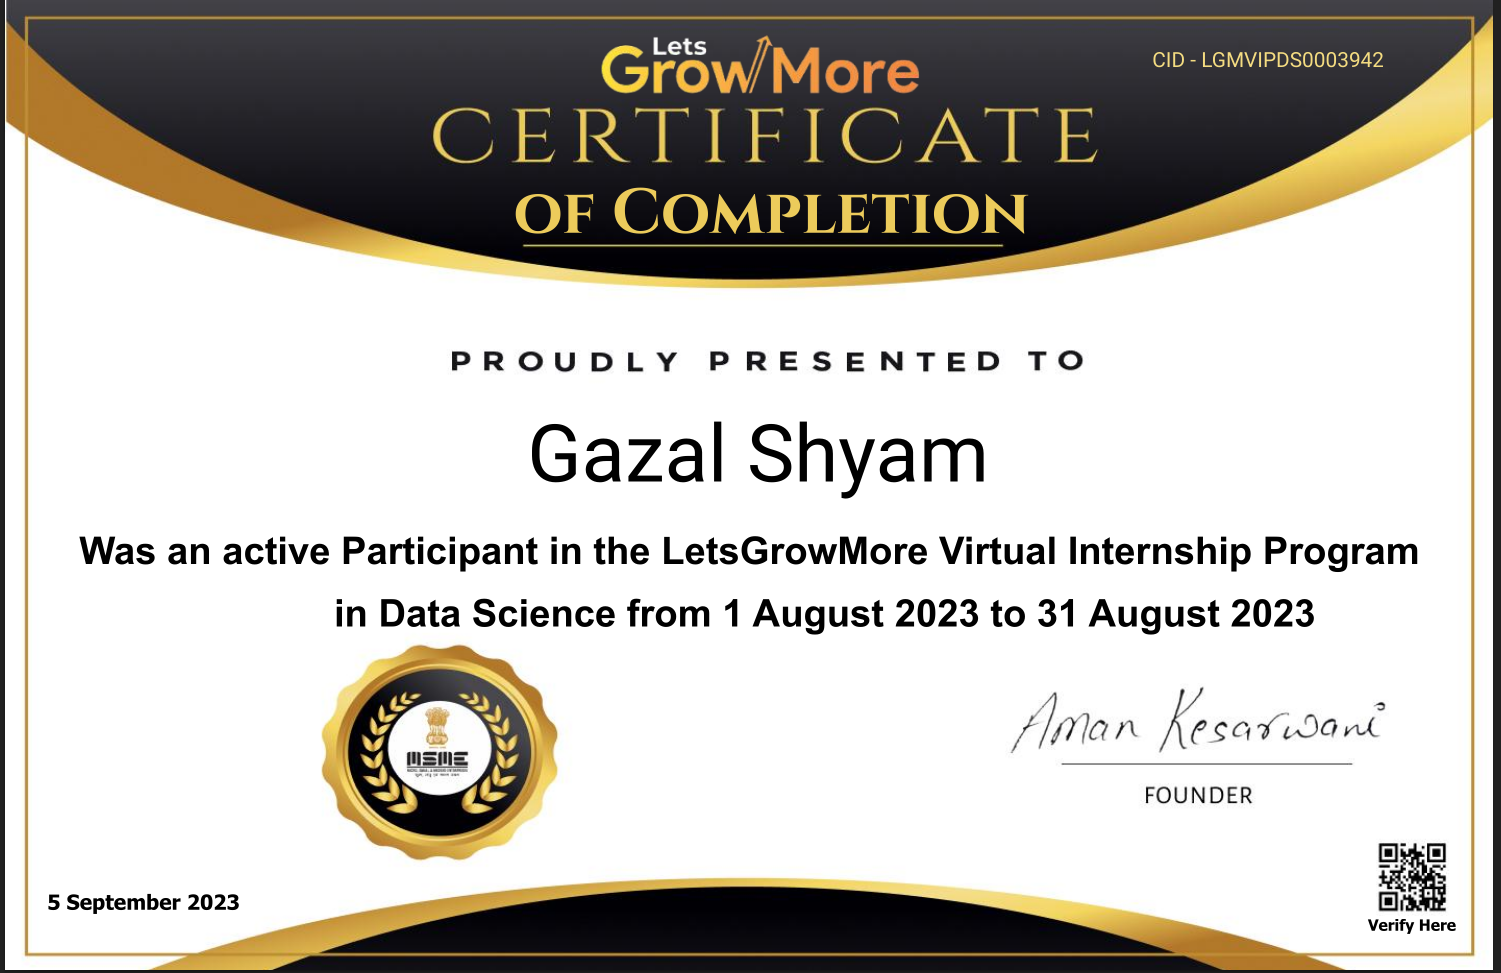 Lets
GrowMore
CID - LGMVIPDS0003942
CERTIFICATE
OF COMPLETION
PROUDLY PRESENTED TO
Gazal Shyam
Was an active Participant in the LetsGrowMore Virtual Internship Program
in Data Science from 1 August 2023 to 31 August 2023
MSME
Aman Kesarwani
FOUNDER
5 September 2023
Verify Here